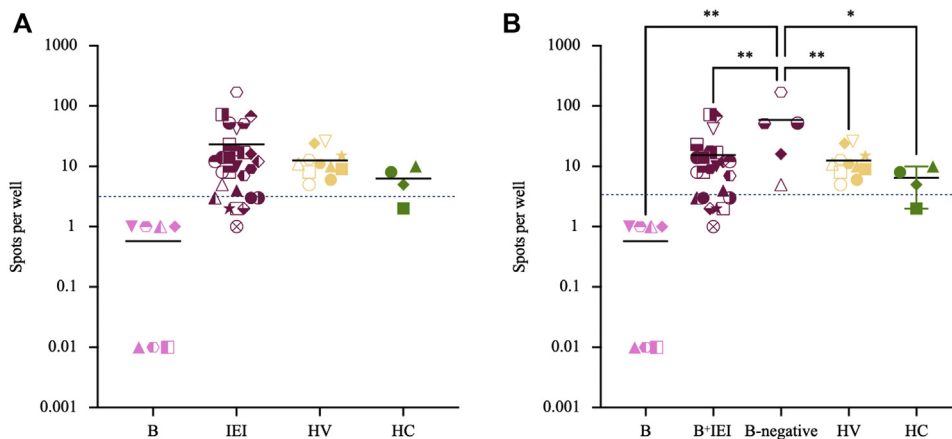 A
Spots per well
1000
100
10
1
0.1
0.01
0.001
B
IEI
HV
HC
B
Spots per well
1000
100
10
1
0.1
0.01
0.001
**
*
**
**
B
B⁺IEI
B-negative
HV
HC